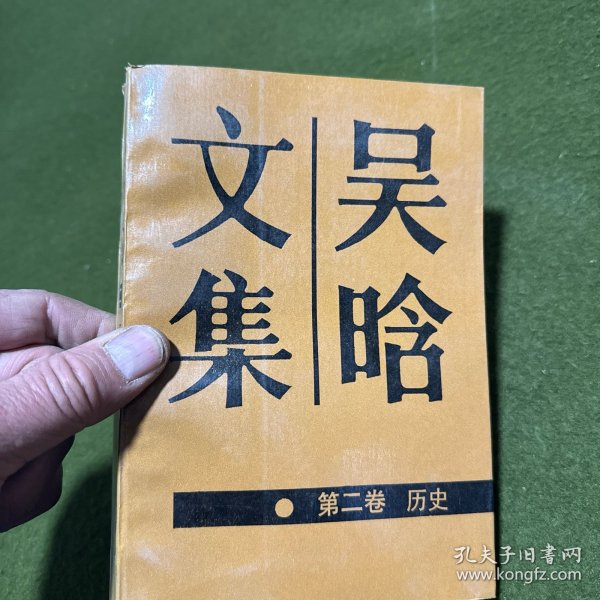 吴晗
文集
第二卷 历史
孔夫子旧书网
www.kongfz.com